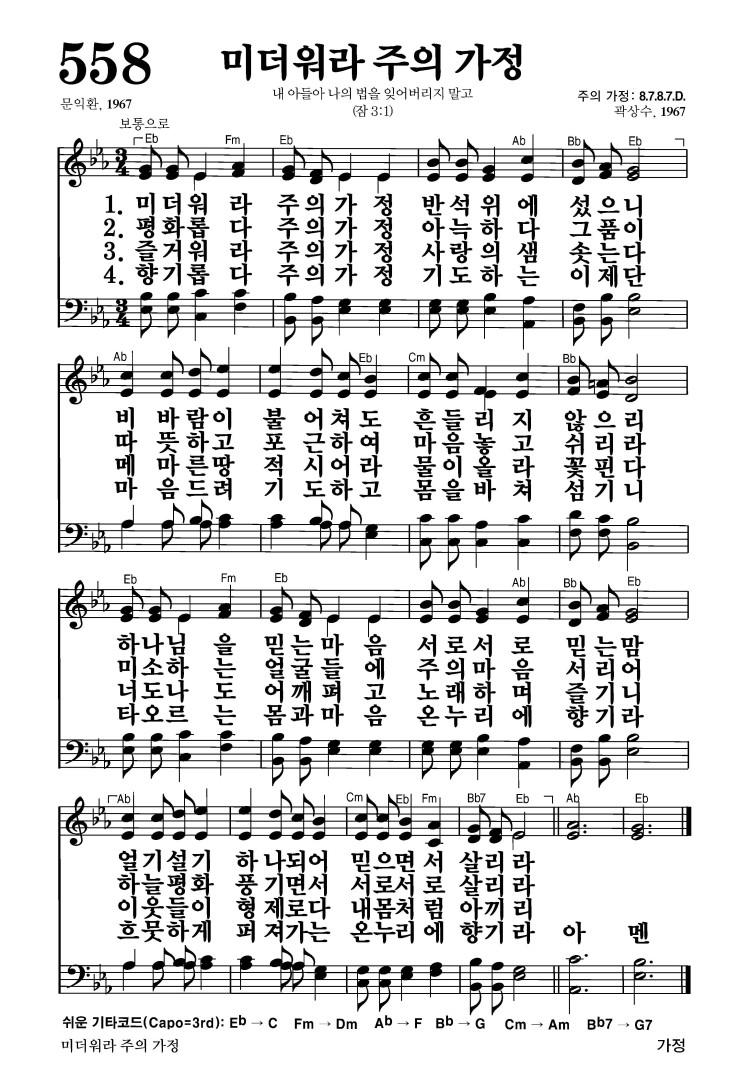 558
미더워라 주의 가정
내 아들아 나의 법을 잊어버리지 말고
(잠 3:1)
문익환, 1967
주의 가정: 8.7.8.7.D.
곽상수, 1967
보통으로
Eb Fm Eb Ab Bb Eb
1. 미더워 라 주의가 정 반석위 에 섰으니
2. 평화롭 다 주의가 정 아늑하 다 그품이
3. 즐거워 라 주의가 정 사랑의 샘 솟는다
4. 향기롭 다 주의가 정 기도하 는 이제단
Ab Eb Cm Bb
비 바람이 불 어쳐도 흔들리 지 않으리
따 뜻하고 포 근하여 마음놓 고 쉬리라
메 마른땅 적 시어라 물이올 라 꽃핀다
마 음드려 기 도하고 몸을바 쳐 섬기니
Eb Fm Eb Ab Bb Eb
하나님 을 믿는마 음 서로서 로 믿는맘
미소하 는 얼굴들 에 주의마 음 서리어
너도나 도 어깨펴 고 노래하 며 즐기니
타오르 는 몸과마 음 온누리 에 향기라
Ab Cm Eb Fm Bb7 Eb Ab Eb
얼기설기 하나되어 믿으면서 살리라
하늘평화 풍기면서 서로서로 살리라
이웃들이 형제로다 내몸처럼 아끼리
흐뭇하게 퍼져가는 온누리에 향기라 아 멘
쉬운 기타코드(Capo=3rd): Eb → C Fm → Dm Ab → F Bb → G Cm → Am Bb7 → G7
미더워라 주의 가정
가정